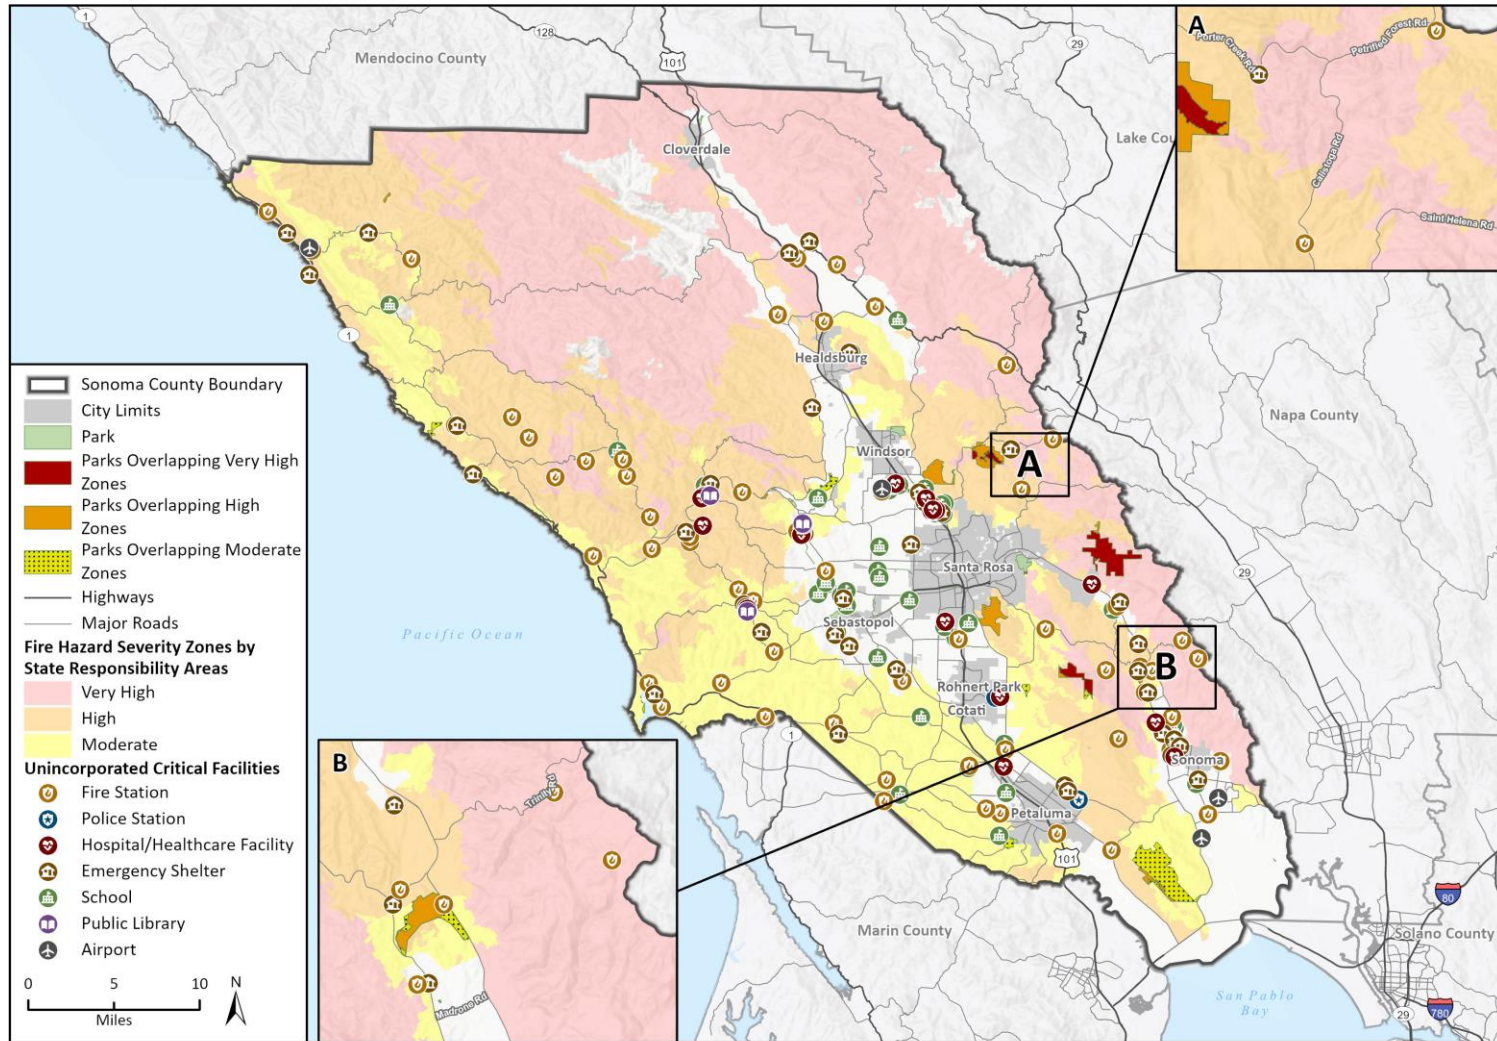 1
128
101
29
Mendocino County
Lake Cou
Cloverdale
1
Healdsburg
Windsor
Napa County
A
Santa Rosa
29
Sebastopol
Pacific Ocean
B
Rohnert Park
Cotati
1
Sonoma
Petaluma
101
Marin County
80
Solano County
San Pablo
Bay
29
780
A
Porter Creek Rd
Petrified Forest Rd
Calistoga Rd
Saint Helena Rd
Sonoma County Boundary
City Limits
Park
Parks Overlapping Very High
Zones
Parks Overlapping High
Zones
Parks Overlapping Moderate
Zones
Highways
Major Roads
Fire Hazard Severity Zones by
State Responsibility Areas
Very High
High
Moderate
Unincorporated Critical Facilities
Fire Station
Police Station
Hospital/Healthcare Facility
Emergency Shelter
School
Public Library
Airport
0
5
10
Miles
N
B
Trinity Rd
Madrone Rd